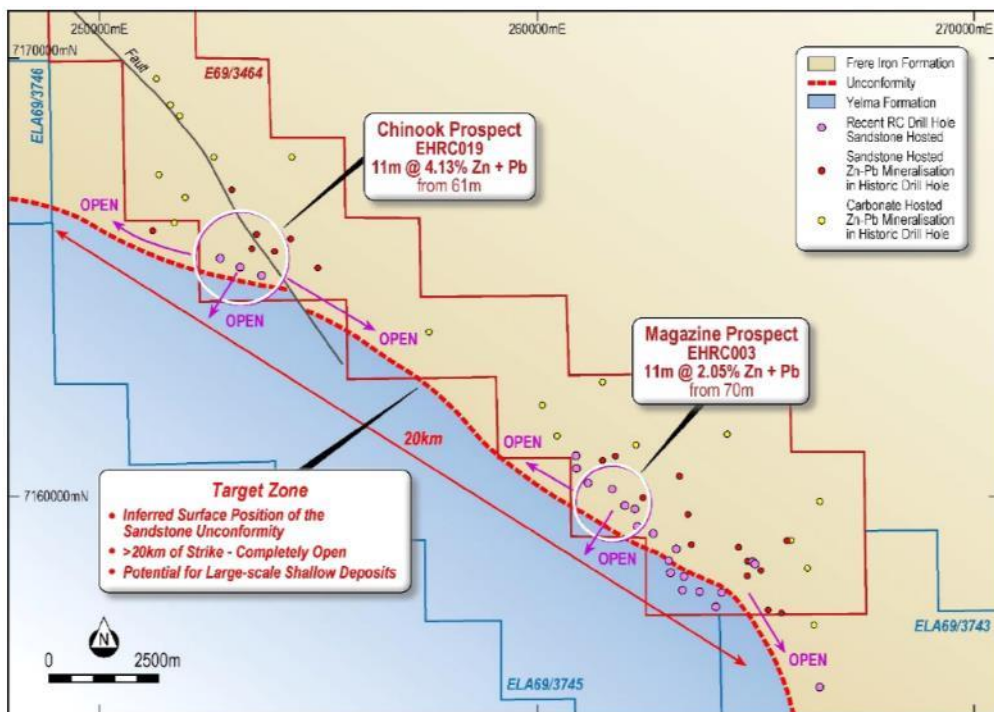 250000mE
260000mE
270000mE
7170000mN
ELA69/3746
Fault
E69/3464
Frere Iron Formation
Unconformity
Yelma Formation
Recent RC Drill Hole
Sandstone Hosted
Sandstone Hosted
Zn-Pb Mineralisation
in Historic Drill Hole
Carbonate Hosted
Zn-Pb Mineralisation
in Historic Drill Hole
Chinook Prospect
EHRC019
11m @ 4.13% Zn + Pb
from 61m
OPEN
OPEN
OPEN
Magazine Prospect
EHRC003
11m @ 2.05% Zn + Pb
from 70m
20km
OPEN
7160000mN
Target Zone
• Inferred Surface Position of the
Sandstone Unconformity
• >20km of Strike - Completely Open
• Potential for Large-scale Shallow Deposits
OPEN
N
0 2500m
OPEN
ELA69/3743
ELA69/3745